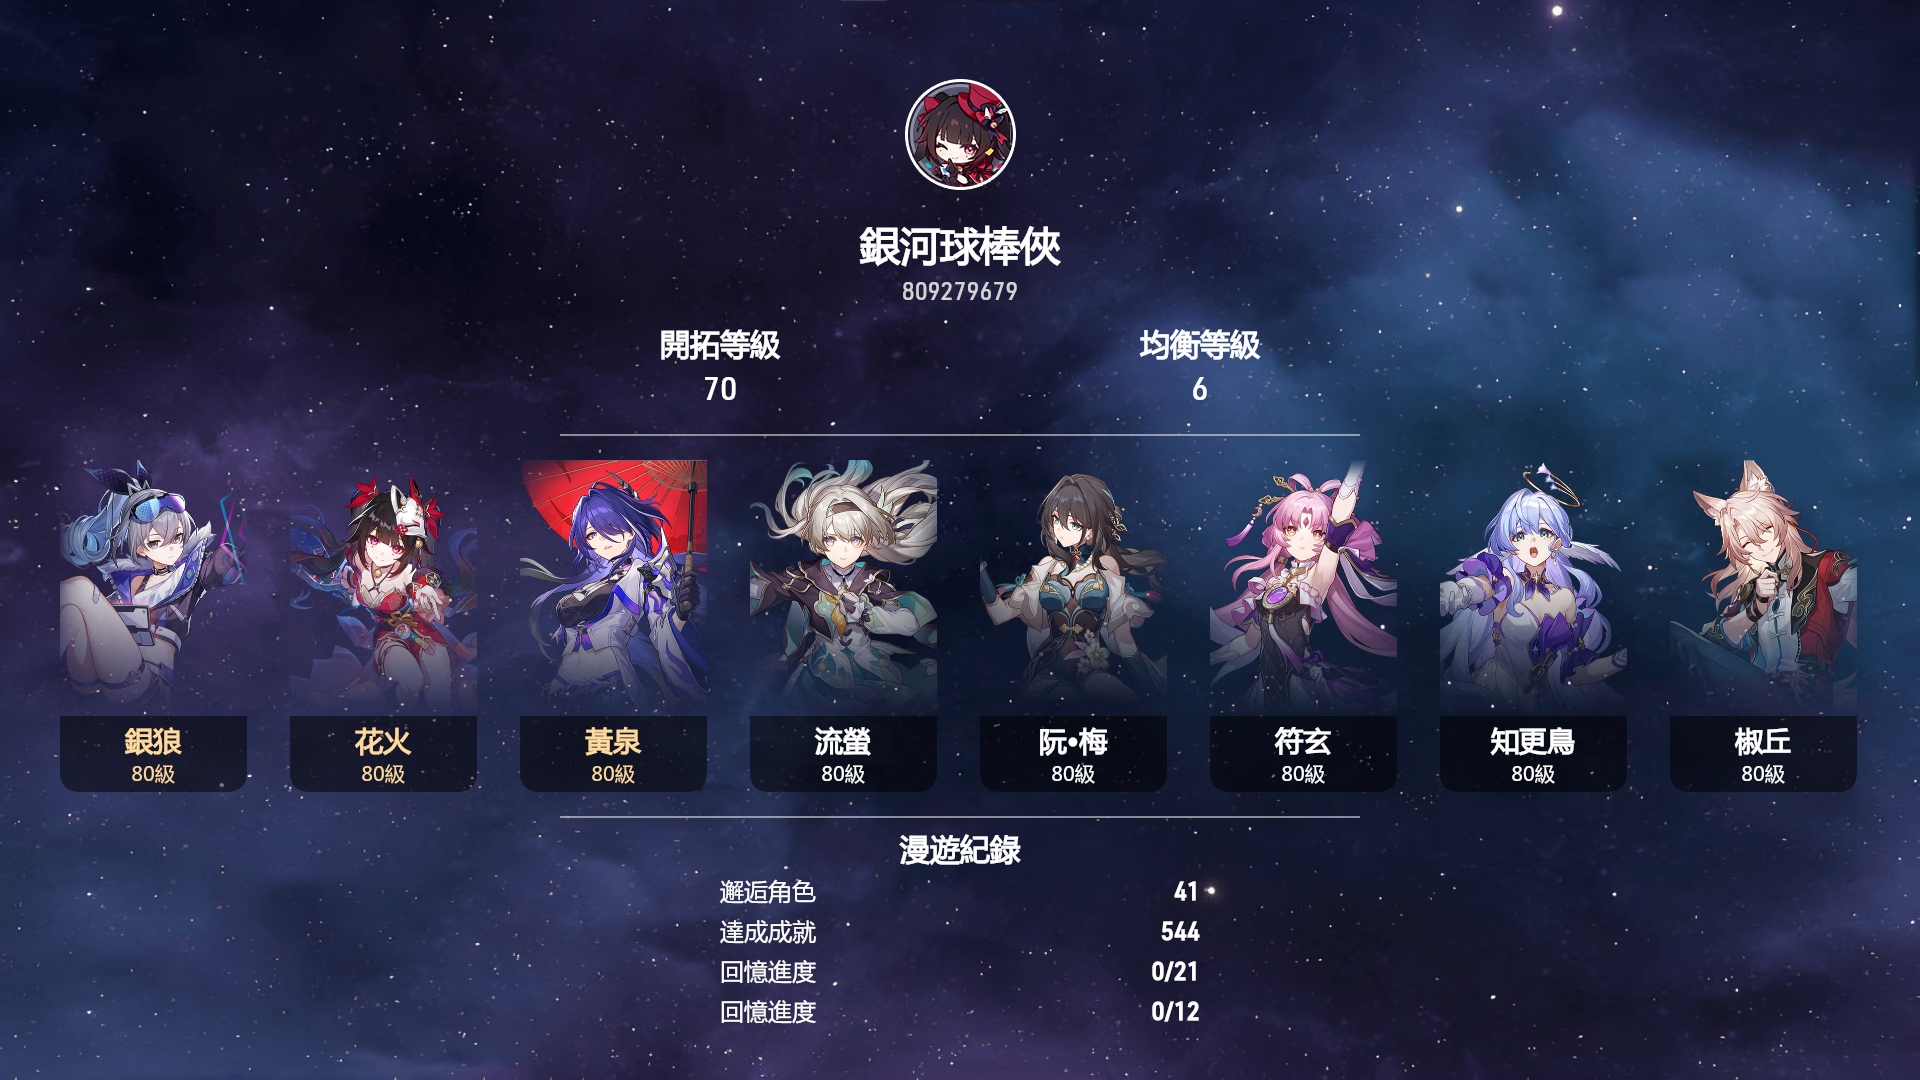 銀河球棒俠
809279679
開拓等級 均衡等級
70 6
銀狼 花火 黃泉 流螢 阮•梅 符玄 知更鳥 椒丘
80級 80級 80級 80級 80級 80級 80級 80級
漫遊紀錄
邂逅角色 41
達成成就 544
回憶進度 0/21
回憶進度 0/12